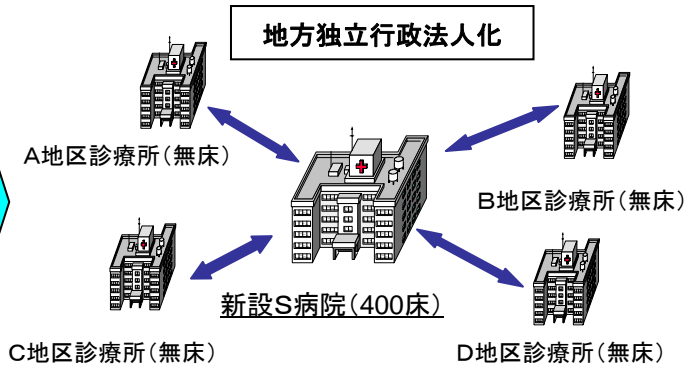 地方独立行政法人化
A地区診療所(無床)
B地区診療所(無床)
新設S病院(400床)
C地区診療所(無床)
D地区診療所(無床)